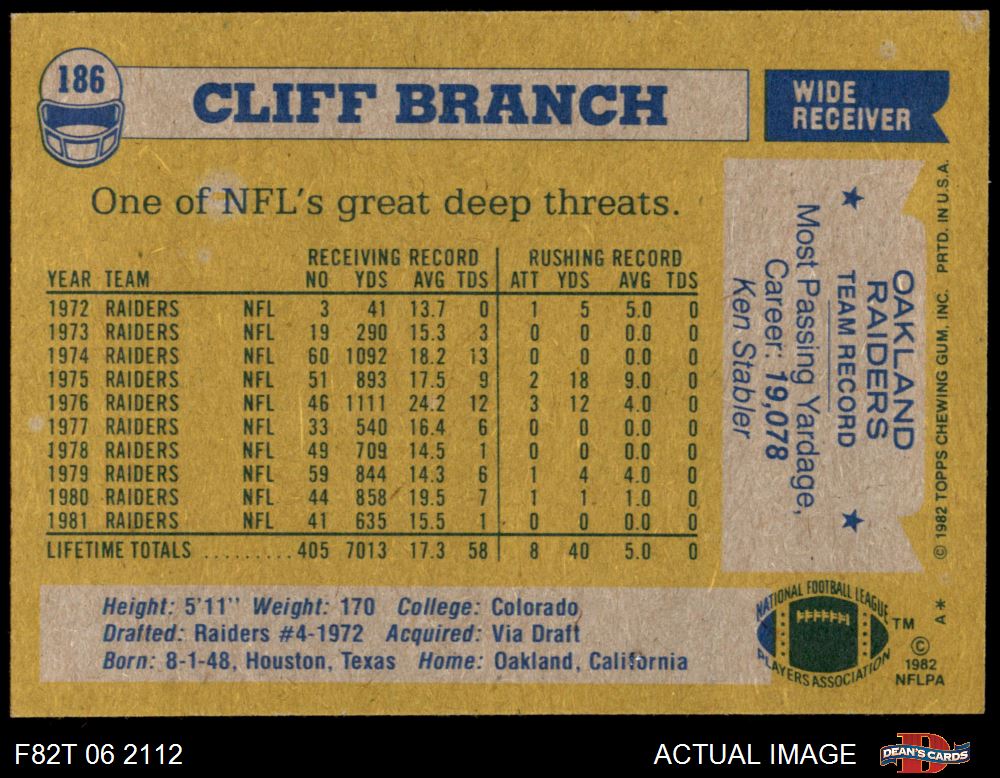 186
CLIFF BRANCH
WIDE
RECEIVER
One of NFL's great deep threats.
RECEIVING RECORD RUSHING RECORD
YEAR TEAM NO YDS AVG TDS ATT YDS AVG TDS
1972 RAIDERS NFL 3 41 13.7 0 1 5 5.0 0
1973 RAIDERS NFL 19 290 15.3 3 0 0 0.0 0
1974 RAIDERS NFL 60 1092 18.2 13 0 0 0.0 0
1975 RAIDERS NFL 51 893 17.5 9 2 18 9.0 0
1976 RAIDERS NFL 46 1111 24.2 12 3 12 4.0 0
1977 RAIDERS NFL 33 540 16.4 6 0 0 0.0 0
1978 RAIDERS NFL 49 709 14.5 1 0 0 0.0 0
1979 RAIDERS NFL 59 844 14.3 6 1 4 4.0 0
1980 RAIDERS NFL 44 858 19.5 7 1 1 1.0 0
1981 RAIDERS NFL 41 635 15.5 1 0 0 0.0 0
LIFETIME TOTALS ......... 405 7013 17.3 58 8 40 5.0 0
OAKLAND
RAIDERS
TEAM RECORD
Most Passing Yardage,
Career: 19,078
Ken Stabler
© 1982 TOPPS CHEWING GUM, INC. PRTD. IN U.S.A.
Height: 5'11" Weight: 170 College: Colorado
Drafted: Raiders #4-1972 Acquired: Via Draft
Born: 8-1-48, Houston, Texas Home: Oakland, California
NATIONAL FOOTBALL LEAGUE
PLAYERS ASSOCIATION
TM
A*
©
1982
NFLPA
F82T 06 2112
ACTUAL IMAGE
DEAN'S CARDS